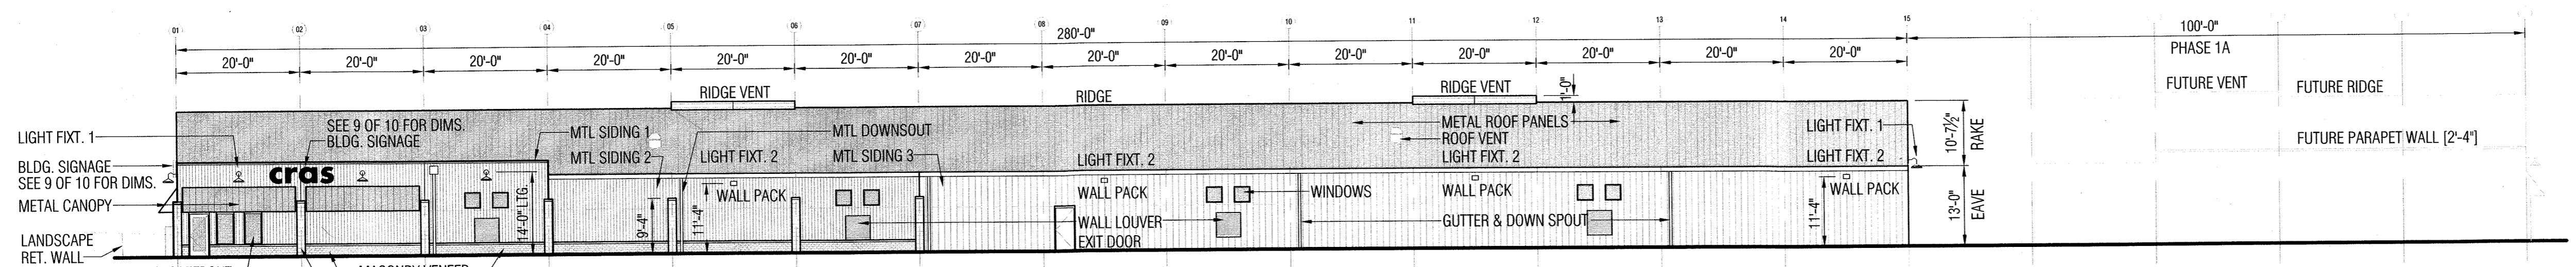 01 02 03 04 05 06 07 08 09 10 11 12 13 14 15
280'-0" 100'-0"
20'-0" 20'-0" 20'-0" 20'-0" 20'-0" 20'-0" 20'-0" 20'-0" 20'-0" 20'-0" 20'-0" 20'-0" 20'-0" 20'-0" PHASE 1A
RIDGE VENT RIDGE RIDGE VENT 1'-0" FUTURE VENT FUTURE RIDGE
LIGHT FIXT. 1
SEE 9 OF 10 FOR DIMS.
BLDG. SIGNAGE
MTL SIDING 1
MTL DOWNSOUT
METAL ROOF PANELS
ROOF VENT
LIGHT FIXT. 1
10'-7½"
RAKE
FUTURE PARAPET WALL [2'-4"]
BLDG. SIGNAGE
SEE 9 OF 10 FOR DIMS.
MTL SIDING 2
LIGHT FIXT. 2
MTL SIDING 3
LIGHT FIXT. 2
LIGHT FIXT. 2
LIGHT FIXT. 2
cras
METAL CANOPY
14'-0" LTG.
9'-4"
11'-4"
WALL PACK
WALL PACK
WINDOWS
WALL PACK
WALL PACK
11'-4"
13'-0"
EAVE
WALL LOUVER
GUTTER & DOWN SPOUT
EXIT DOOR
LANDSCAPE
RET. WALL
MASONRY VENEER